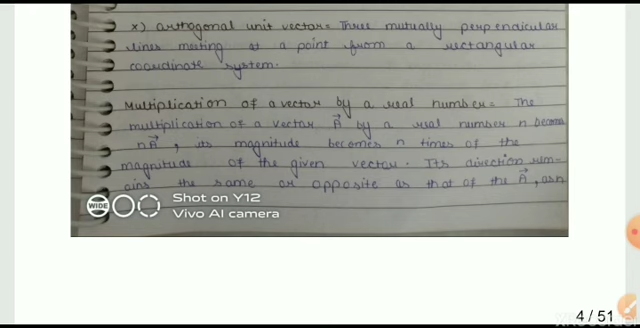 x) Orthogonal unit vector = Three mutually perpendicular
lines meeting at a point from a rectangular
coordinate system.
Multiplication of a vector by a real number = The
multiplication of a vector A⃗ by a real number n become
nA⃗, its magnitude becomes n times of the
magnitude of the given vector. Its direction rem-
ains the same or opposite as that of the A⃗, as n
WIDE
Shot on Y12
Vivo AI camera
4 / 51